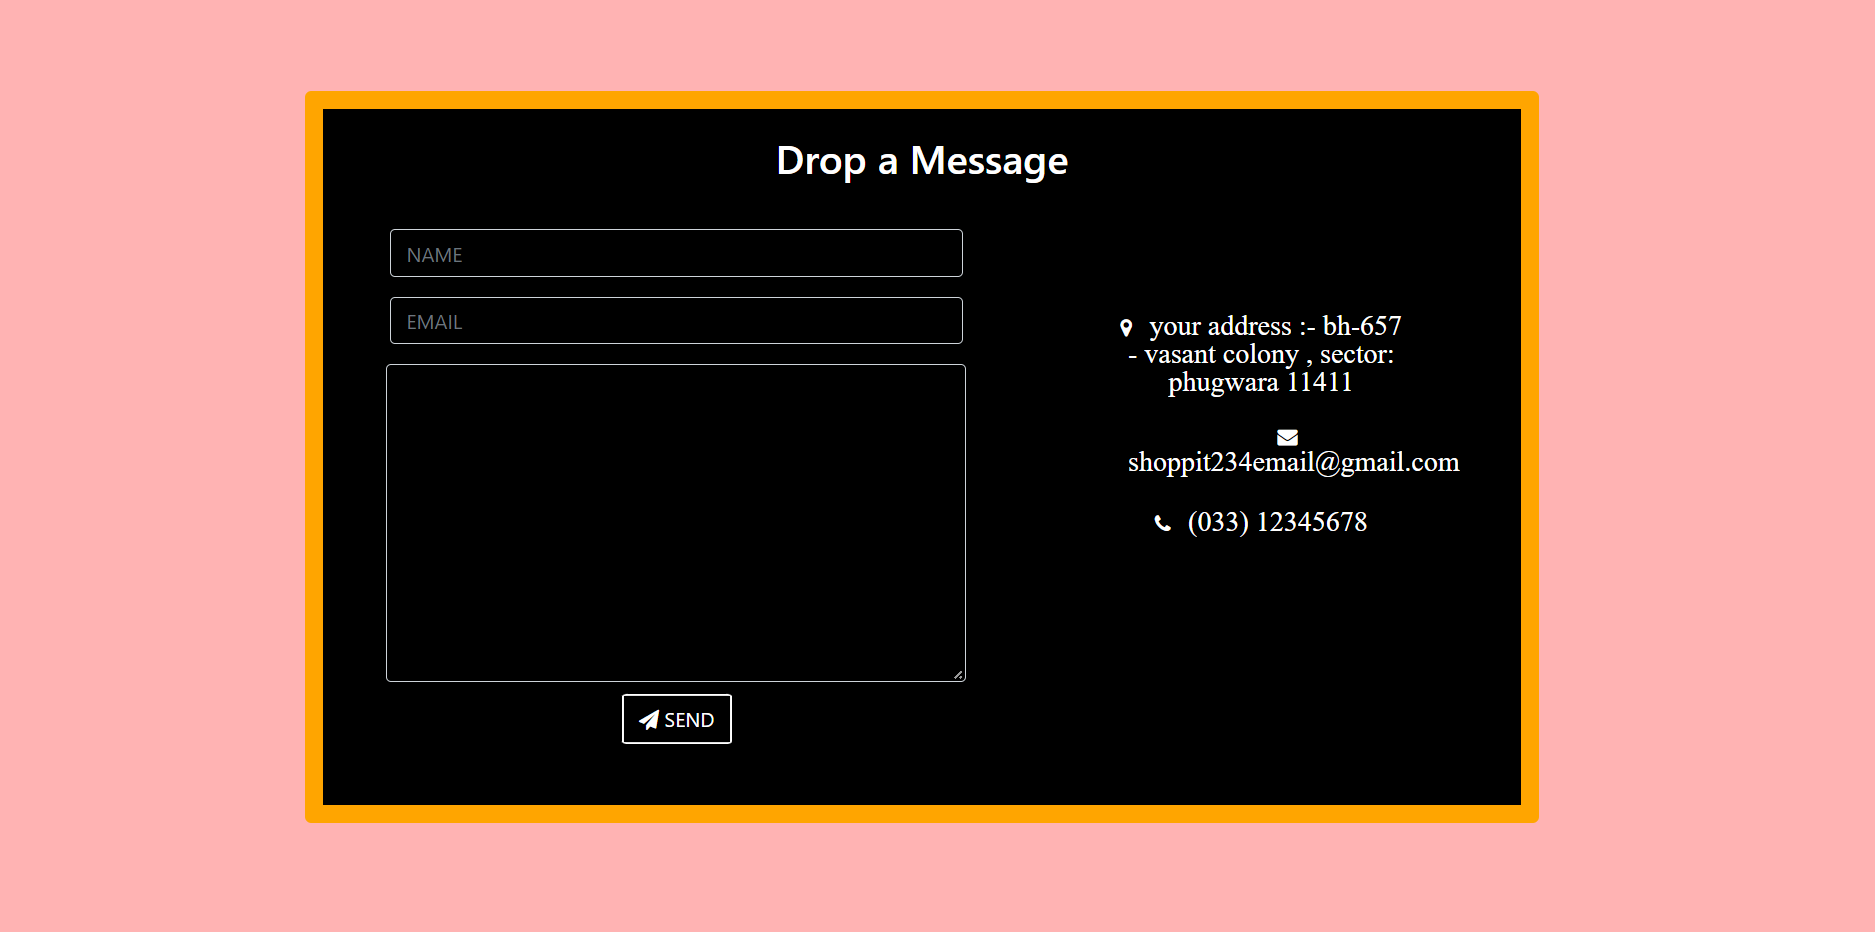 Drop a Message
NAME
EMAIL
SEND
your address :- bh-657
- vasant colony , sector:
phugwara 11411
shoppit234email@gmail.com
(033) 12345678